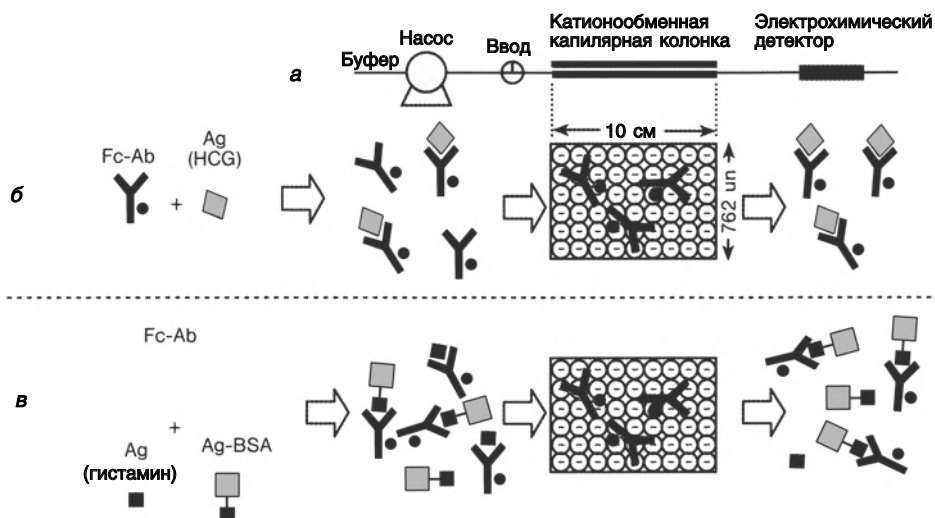 Буфер
Насос
Ввод
Катионообменная
капилярная колонка
Электрохимический
детектор
а
10 см
Fc-Ab
Ag
(HCG)
+
б
762 un
Fc-Ab
в
+
Ag
(гистамин)
Ag-BSA